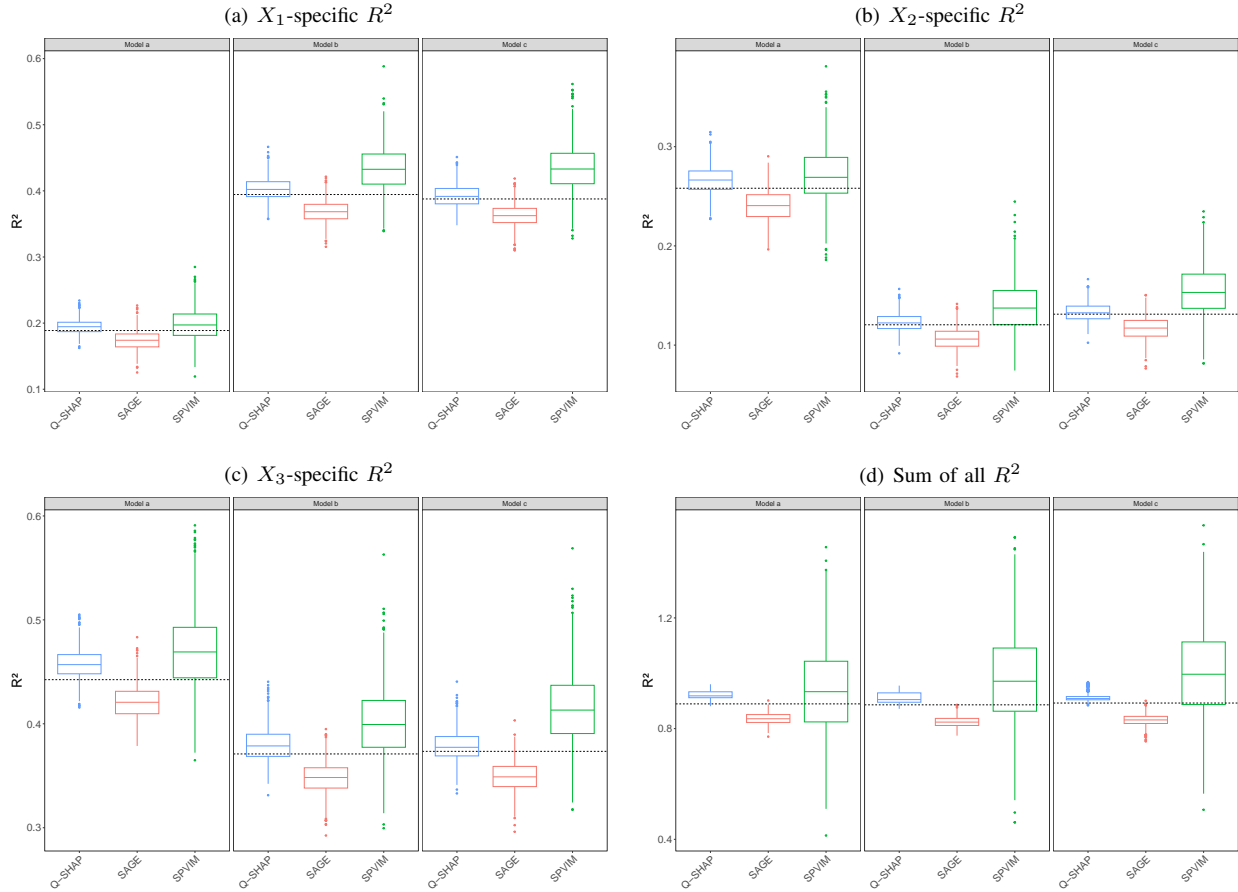 (a) X₁-specific R²
Model a Model b Model c
0.6
0.5
0.4
0.3
0.2
0.1
R²
Q-SHAP SAGE SPVIM Q-SHAP SAGE SPVIM Q-SHAP SAGE SPVIM
(b) X₂-specific R²
Model a Model b Model c
0.3
0.2
0.1
R²
Q-SHAP SAGE SPVIM Q-SHAP SAGE SPVIM Q-SHAP SAGE SPVIM
(c) X₃-specific R²
Model a Model b Model c
0.6
0.5
0.4
0.3
R²
Q-SHAP SAGE SPVIM Q-SHAP SAGE SPVIM Q-SHAP SAGE SPVIM
(d) Sum of all R²
Model a Model b Model c
1.2
0.8
0.4
R²
Q-SHAP SAGE SPVIM Q-SHAP SAGE SPVIM Q-SHAP SAGE SPVIM